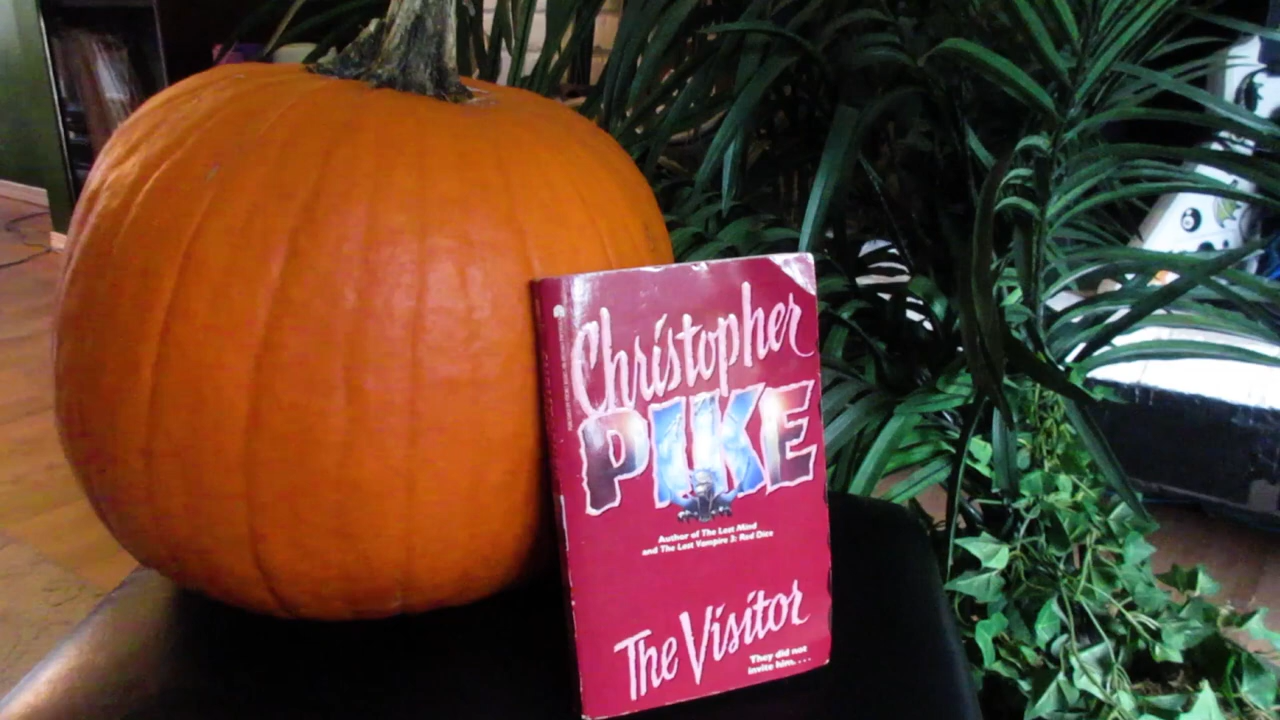 Christopher
PIKE
Author of The Lost Mind
and The Last Vampire 3: Red Dice
The Visitor
They did not
invite him....